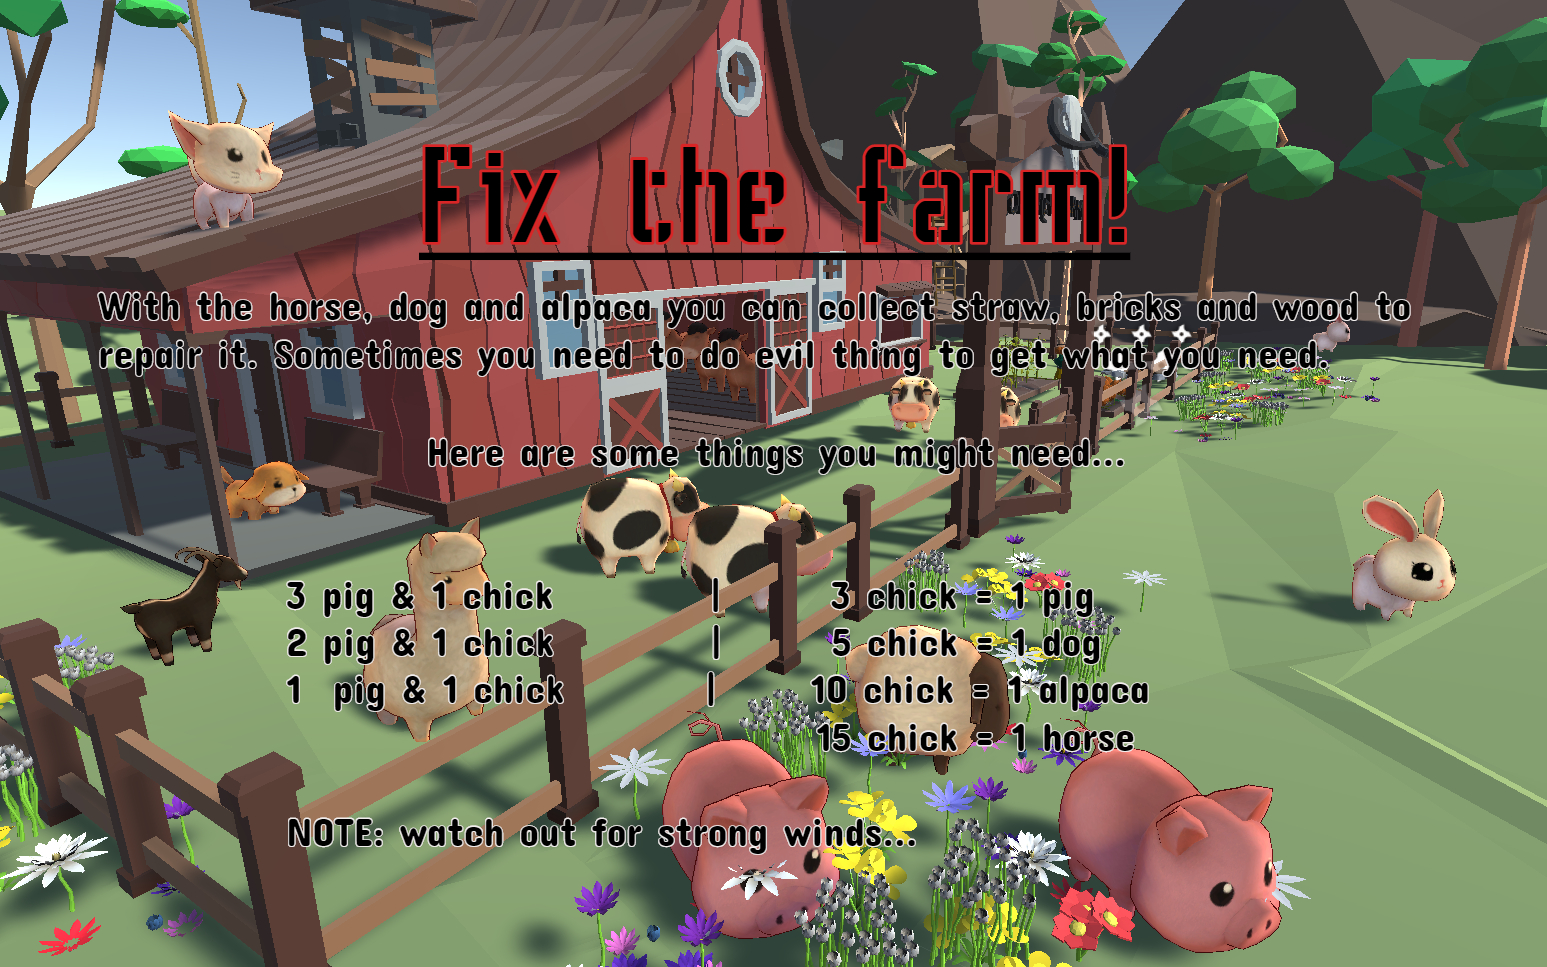 Fix the farm!
With the horse, dog and alpaca you can collect straw, bricks and wood to
repair it. Sometimes you need to do evil thing to get what you need.
Here are some things you might need...
3 pig & 1 chick | 3 chick = 1 pig
2 pig & 1 chick | 5 chick = 1 dog
1 pig & 1 chick | 10 chick = 1 alpaca
15 chick = 1 horse
NOTE: watch out for strong winds...